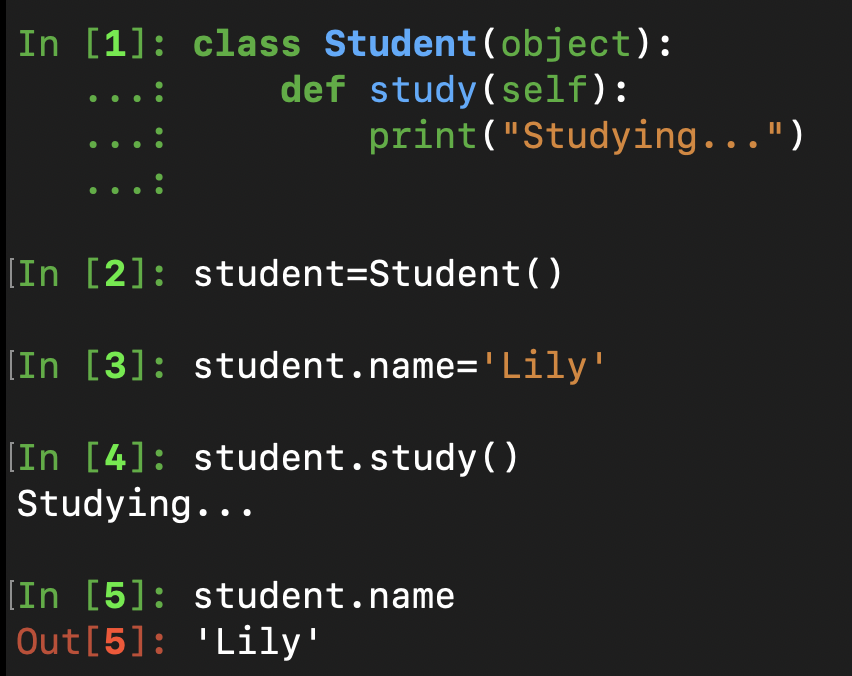 In [1]: class Student(object):
   ...:     def study(self):
   ...:         print("Studying...")
   ...:
In [2]: student=Student()
In [3]: student.name='Lily'
In [4]: student.study()
Studying...
In [5]: student.name
Out[5]: 'Lily'